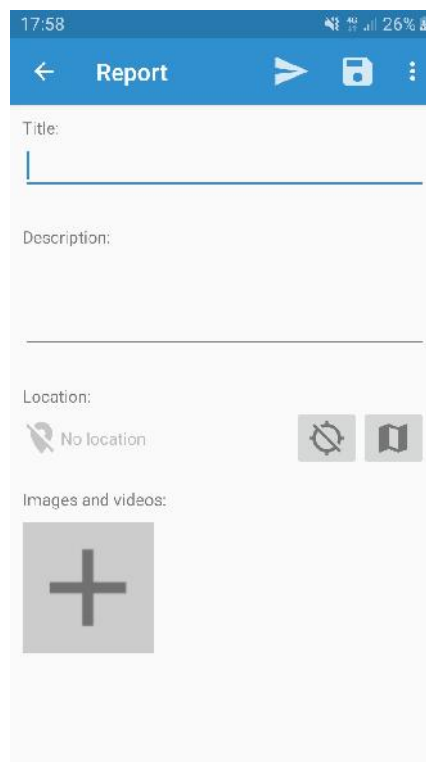 17:58 26%
Report
Title:
Description:
Location:
No location
Images and videos: